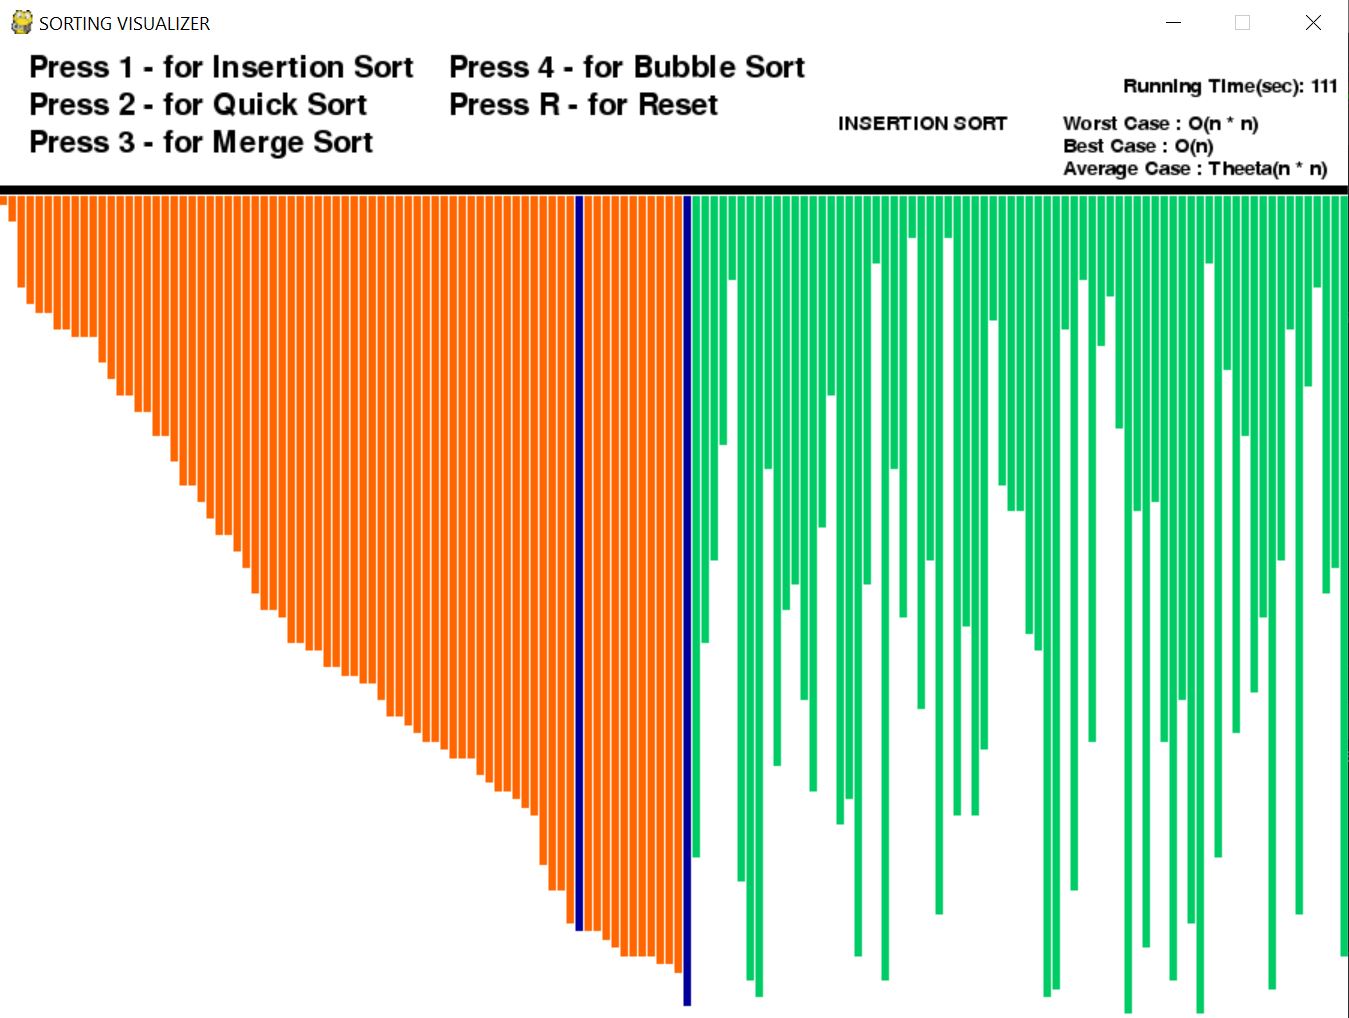 SORTING VISUALIZER
Press 1 - for Insertion Sort
Press 2 - for Quick Sort
Press 3 - for Merge Sort
Press 4 - for Bubble Sort
Press R - for Reset
INSERTION SORT
Running Time(sec): 111
Worst Case : O(n * n)
Best Case : O(n)
Average Case : Theeta(n * n)